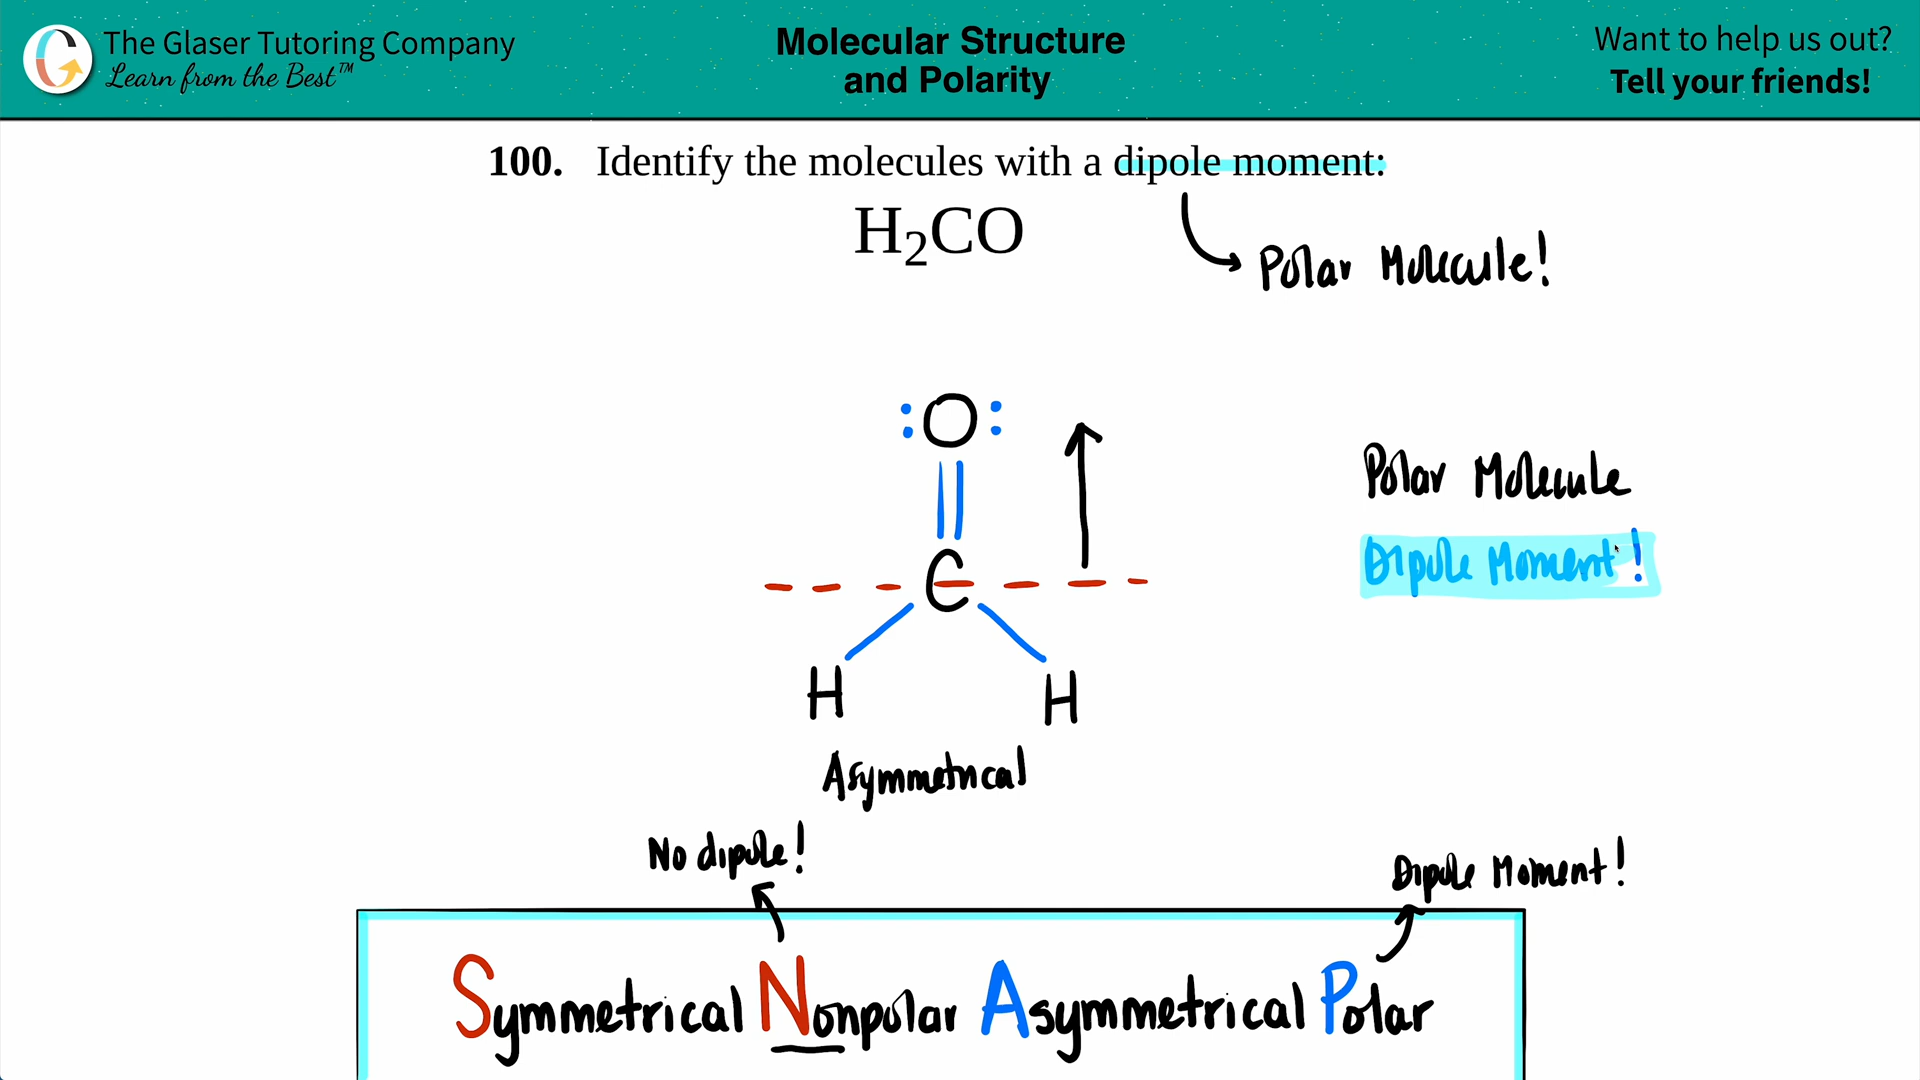 The Glaser Tutoring Company
Learn from the Best™
Molecular Structure
and Polarity
Want to help us out?
Tell your friends!
100. Identify the molecules with a dipole moment:
H₂CO
Polar Molecule!
:O:
C
H H
Polar Molecule
Dipole Moment!
Asymmetrical
No dipole!
Dipole Moment!
Symmetrical Nonpolar Asymmetrical Polar